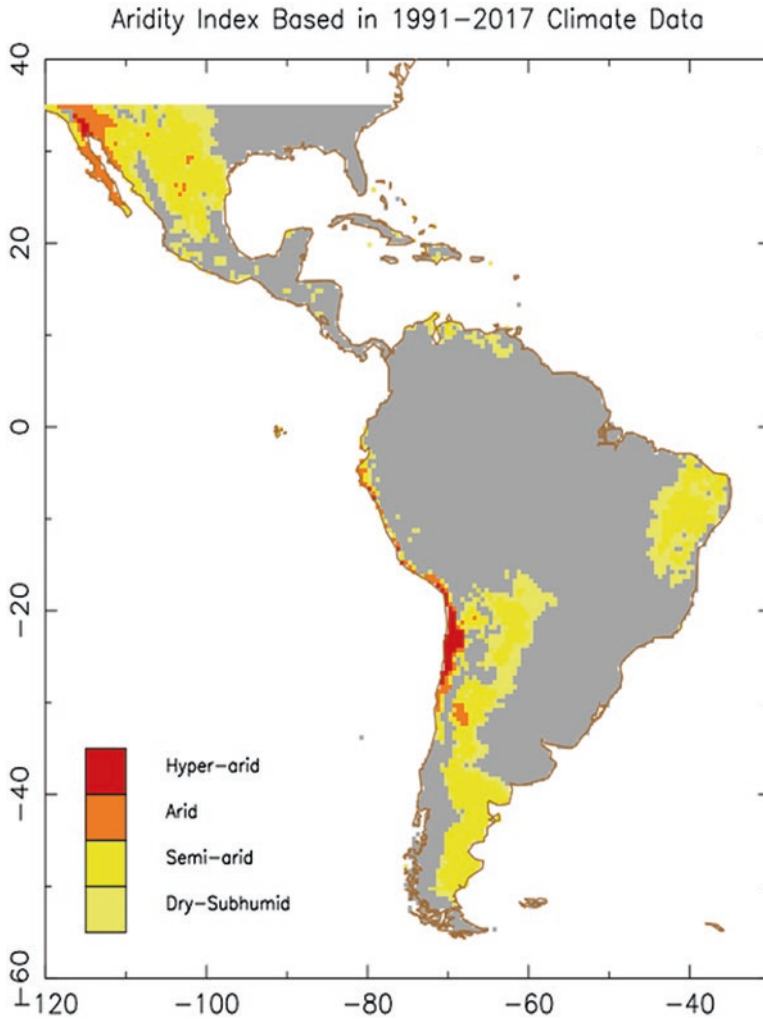 Aridity Index Based in 1991–2017 Climate Data
40
20
0
−20
−40
−60
Hyper-arid
Arid
Semi-arid
Dry-Subhumid
−120
−100
−80
−60
−40